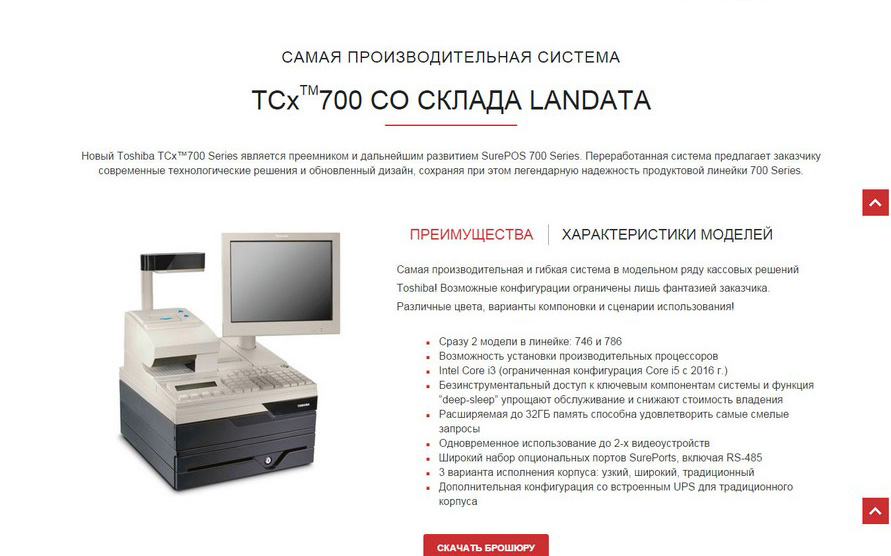 САМАЯ ПРОИЗВОДИТЕЛЬНАЯ СИСТЕМА
TCx™700 СО СКЛАДА LANDATA
Новый Toshiba TCx™700 Series является преемником и дальнейшим развитием SurePOS 700 Series. Переработанная система предлагает заказчику
современные технологические решения и обновленный дизайн, сохраняя при этом легендарную надежность продуктовой линейки 700 Series.
ПРЕИМУЩЕСТВА | ХАРАКТЕРИСТИКИ МОДЕЛЕЙ
Самая производительная и гибкая система в модельном ряду кассовых решений
Toshiba! Возможные конфигурации ограничены лишь фантазией заказчика.
Различные цвета, варианты компоновки и сценарии использования!
Сразу 2 модели в линейке: 746 и 786
Возможность установки производительных процессоров
Intel Core i3 (ограниченная конфигурация Core i5 с 2016 г.)
Безинструментальный доступ к ключевым компонентам системы и функция
“deep-sleep” упрощают обслуживание и снижают стоимость владения
Расширяемая до 32ГБ память способна удовлетворить самые смелые
запросы
Одновременное использование до 2-х видеоустройств
Широкий набор опциональных портов SurePorts, включая RS-485
3 варианта исполнения корпуса: узкий, широкий, традиционный
Дополнительная конфигурация со встроенным UPS для традиционного
корпуса
СКАЧАТЬ БРОШЮРУ